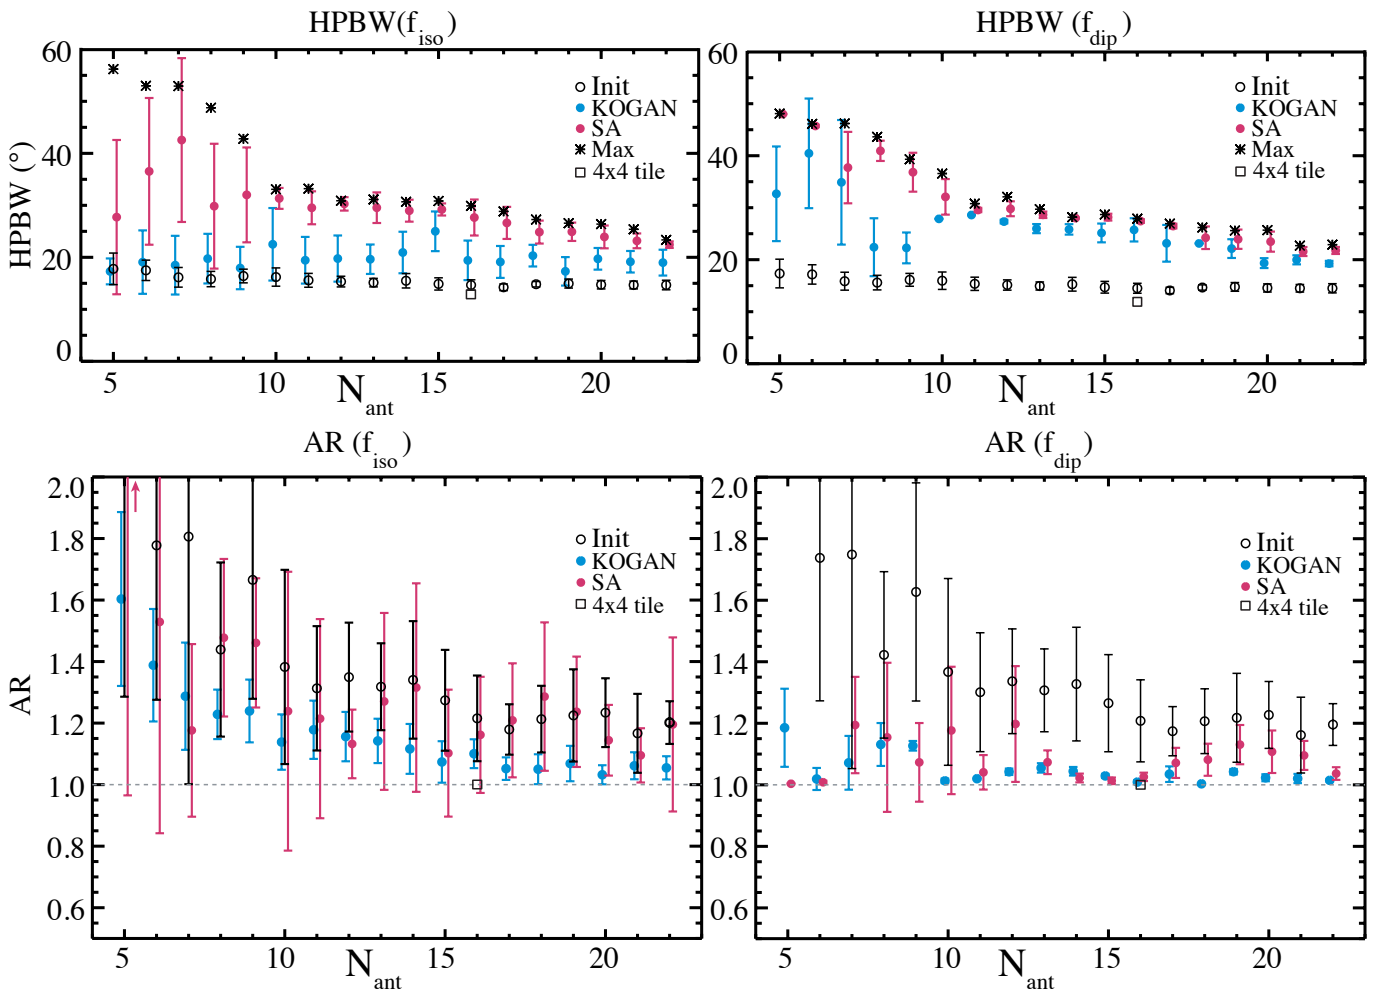 HPBW(f_iso)
HPBW (f_dip)
60
40
20
0
HPBW (°)
Init
KOGAN
SA
Max
4x4 tile
5
10
15
20
N_ant
60
40
20
0
Init
KOGAN
SA
Max
4x4 tile
5
10
15
20
N_ant
AR (f_iso)
AR (f_dip)
2.0
1.8
1.6
1.4
1.2
1.0
0.8
0.6
AR
Init
KOGAN
SA
4x4 tile
5
10
15
20
N_ant
2.0
1.8
1.6
1.4
1.2
1.0
0.8
0.6
Init
KOGAN
SA
4x4 tile
5
10
15
20
N_ant